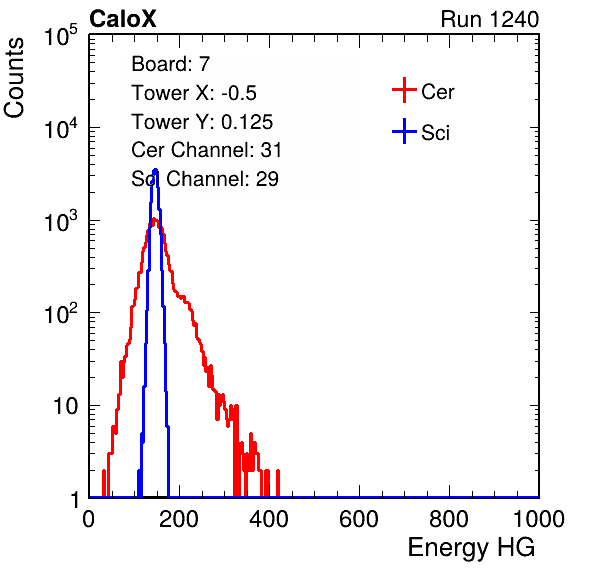 CaloX Run 1240
Counts
Board: 7
Tower X: -0.5
Tower Y: 0.125
Cer Channel: 31
Sci Channel: 29
Cer
Sci
10^5
10^4
10^3
10^2
10
1
0 200 400 600 800 1000
Energy HG